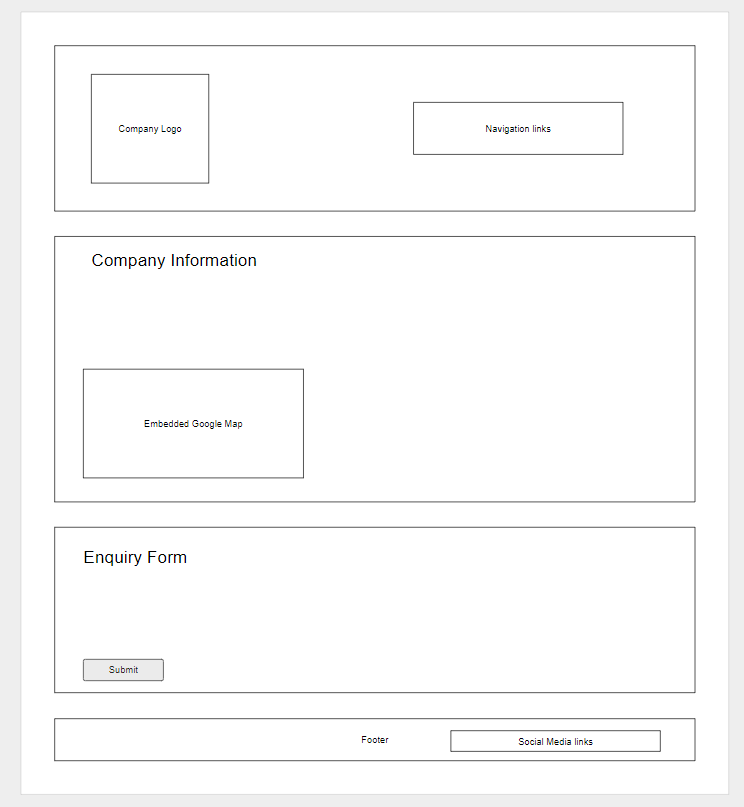 Company Logo
Navigation links
Company Information
Embedded Google Map
Enquiry Form
Submit
Footer
Social Media links